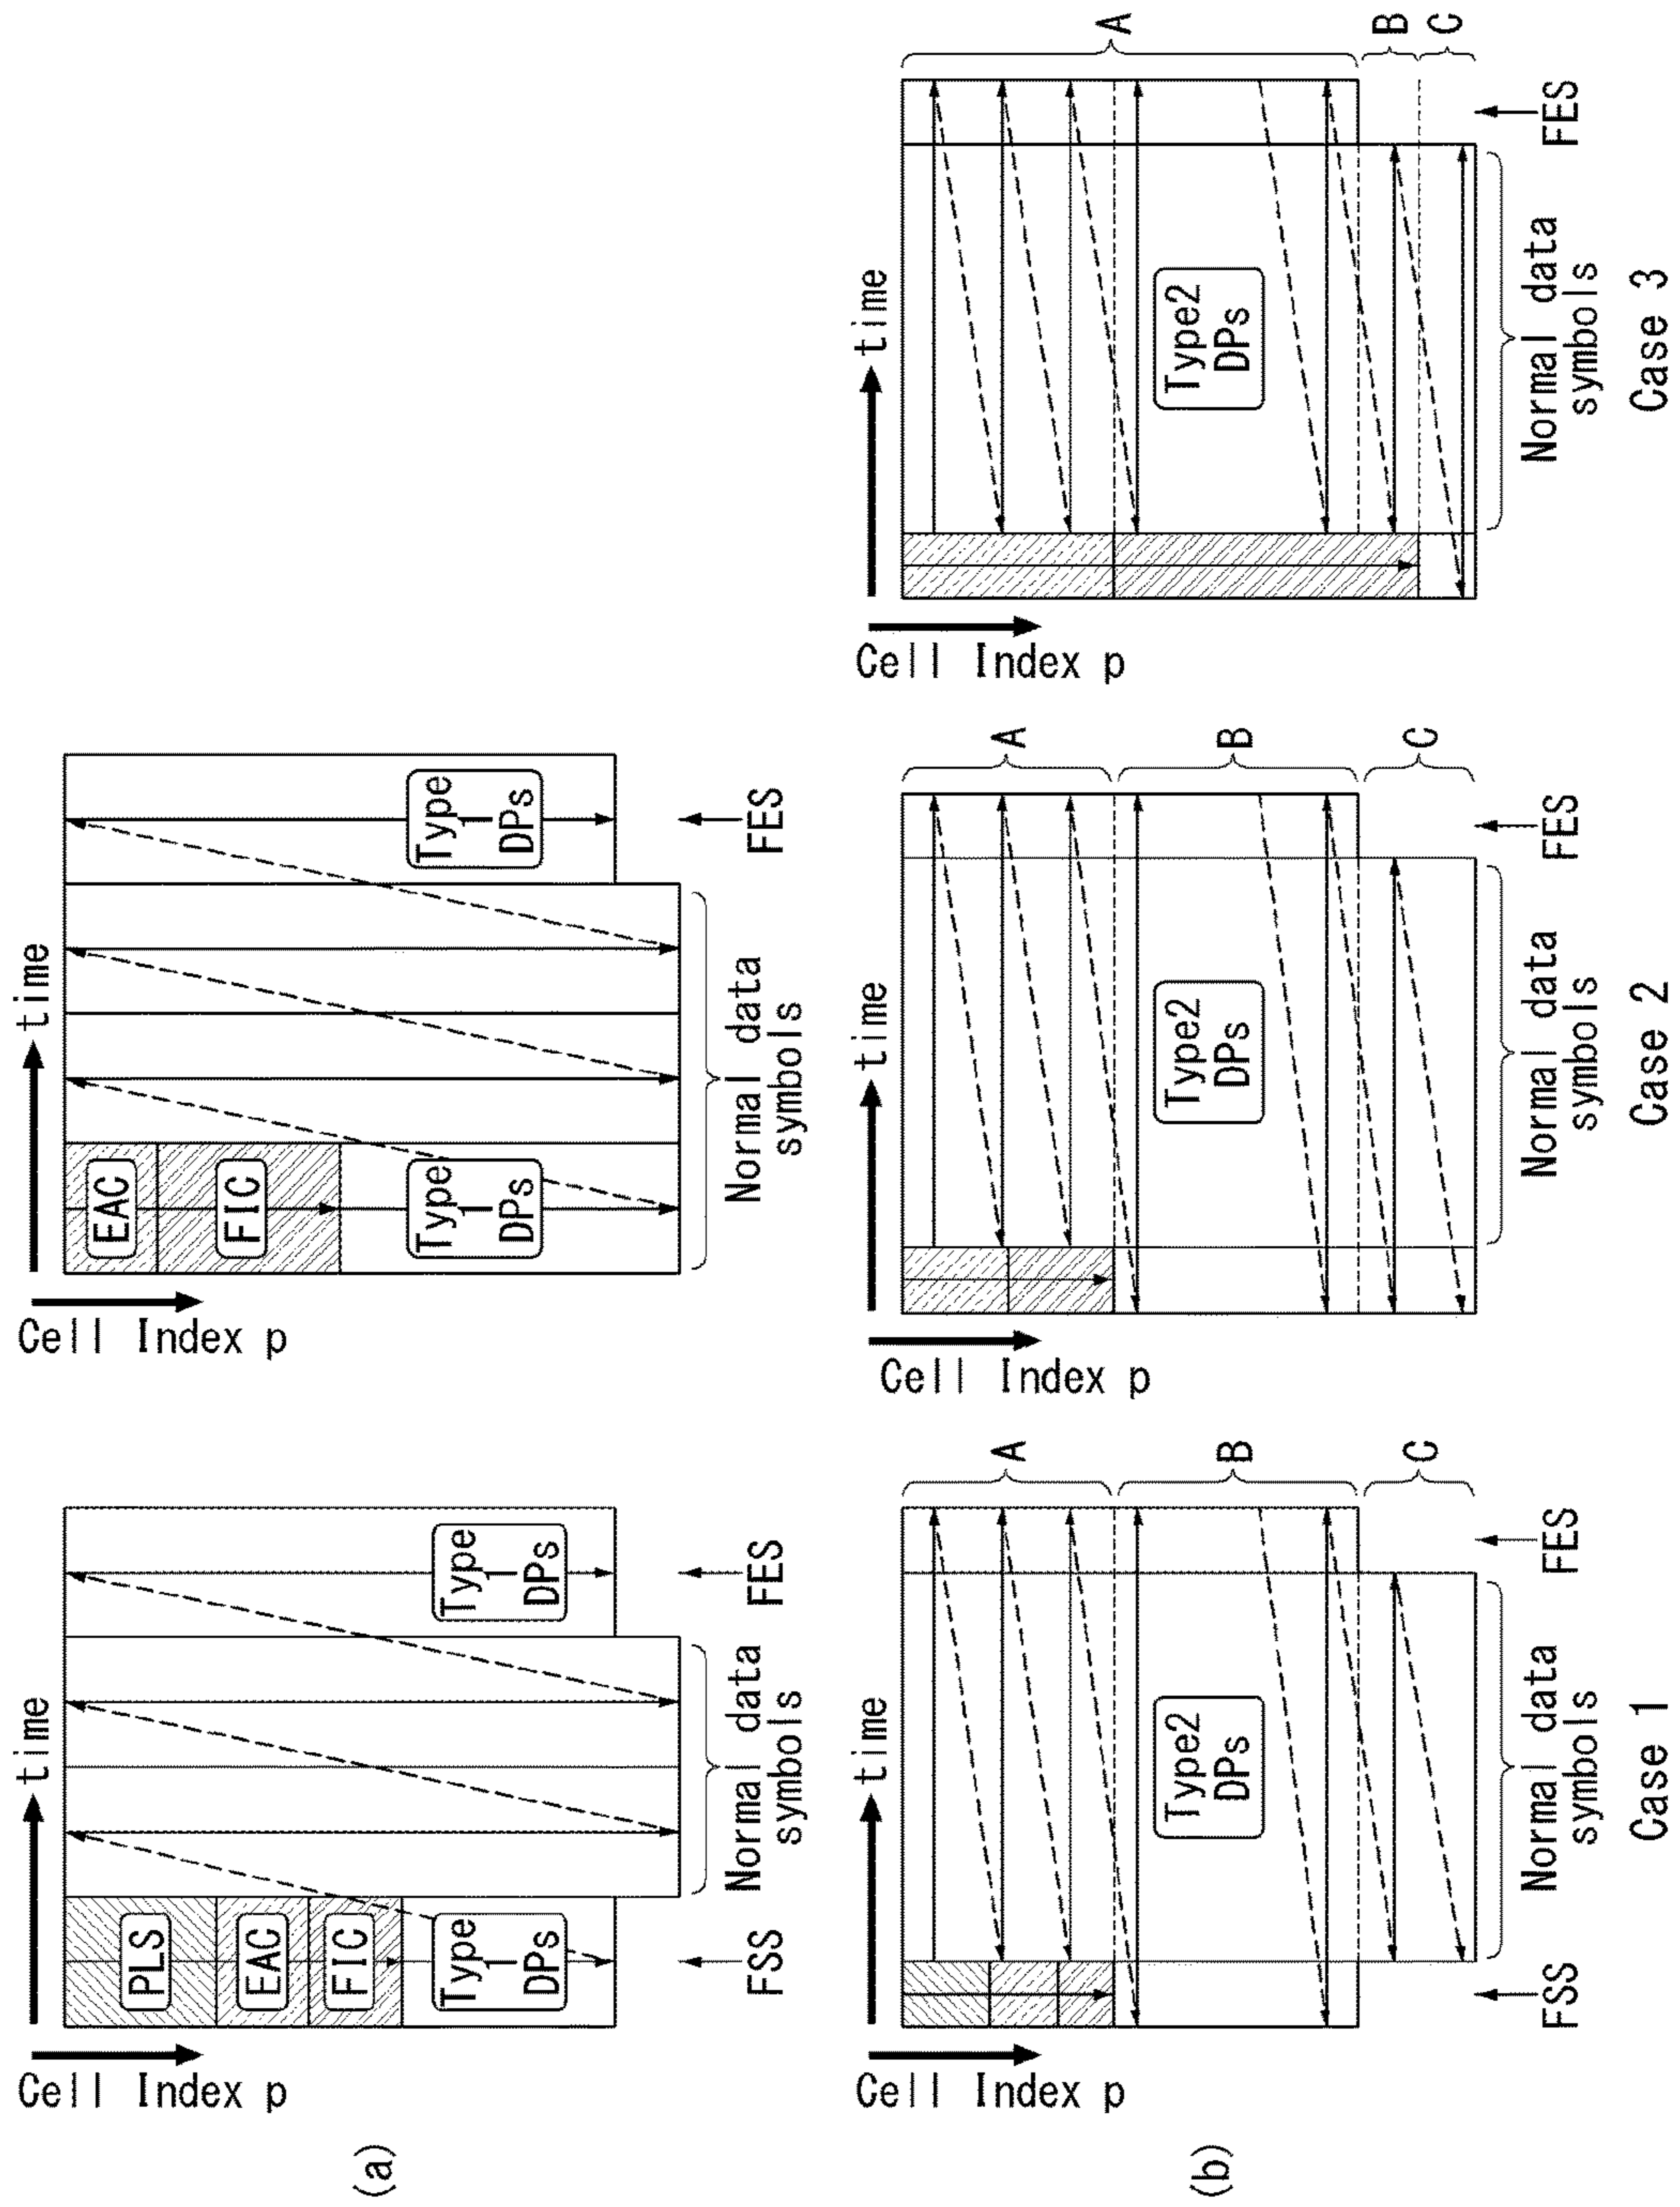 (a)
time
Cell Index p
PLS
EAC
FIC
Type
1
DPs
Type
1
DPs
FSS
Normal data
symbols
FES
time
Cell Index p
EAC
FIC
Type
1
DPs
Type
1
DPs
Normal data
symbols
FES
(b)
time
Cell Index p
Type2
DPs
A
B
C
FSS
Normal data
symbols
FES
Case 1
time
Cell Index p
Type2
DPs
A
B
C
Normal data
symbols
FES
Case 2
time
Cell Index p
Type2
DPs
A
B
C
Normal data
symbols
FES
Case 3